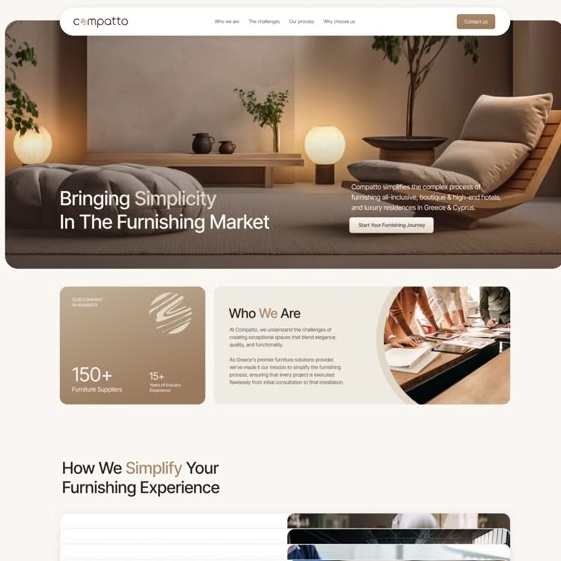 compatto
Who we are The challenges Our process Why choose us
Contact us
Bringing Simplicity
In The Furnishing Market
Compatto simplifies the complex process of
furnishing all-inclusive, boutique & high-end hotels,
and luxury residences in Greece & Cyprus.
Start Your Furnishing Journey
OUR COMPANY
IN NUMBERS
150+
Furniture Suppliers
15+
Years of Industry
Experience
Who We Are
At Compatto, we understand the challenges of
creating exceptional spaces that blend elegance,
quality, and functionality.
As Greece's premier furniture solutions provider,
we've made it our mission to simplify the furnishing
process, ensuring that every project is executed
flawlessly from initial consultation to final installation.
How We Simplify Your
Furnishing Experience